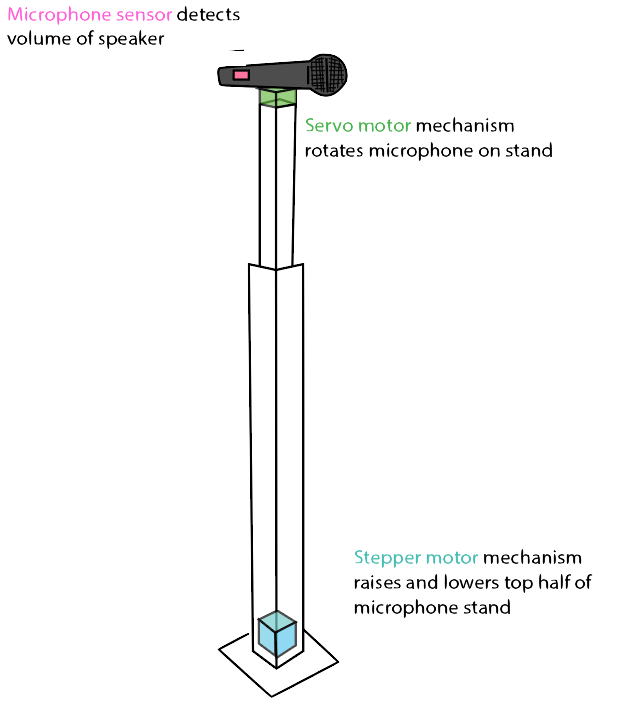 Microphone sensor detects
volume of speaker
Servo motor mechanism
rotates microphone on stand
Stepper motor mechanism
raises and lowers top half of
microphone stand